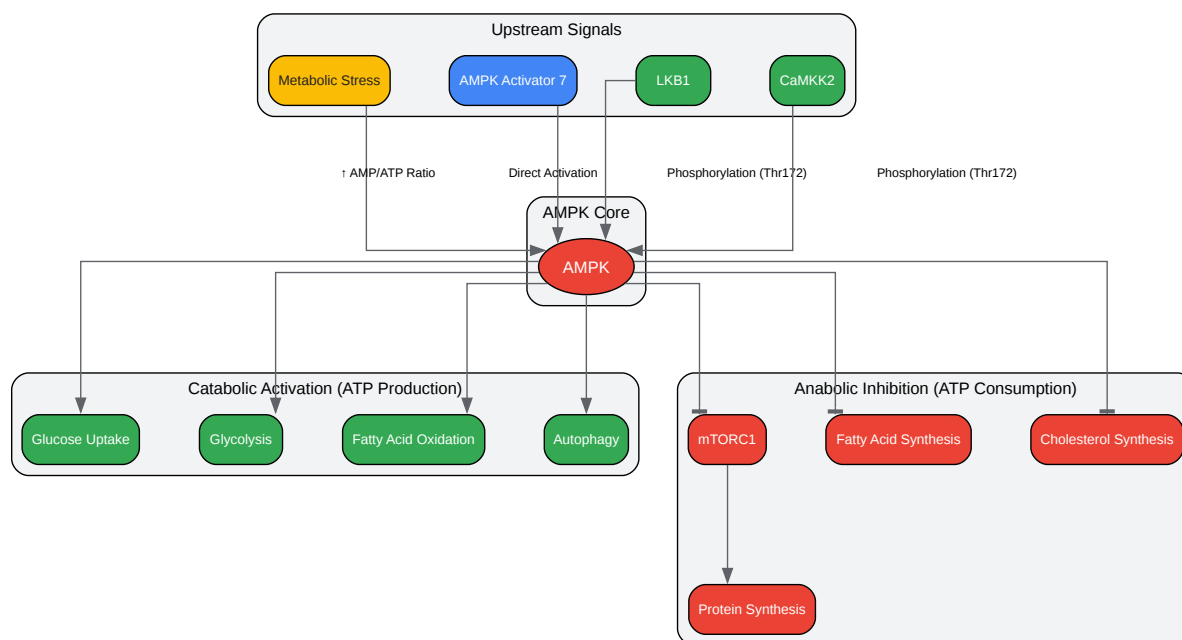 Upstream Signals
Metabolic Stress
AMPK Activator 7
LKB1
CaMKK2
↑ AMP/ATP Ratio
Direct Activation
Phosphorylation (Thr172)
Phosphorylation (Thr172)
AMPK Core
AMPK
Catabolic Activation (ATP Production)
Glucose Uptake
Glycolysis
Fatty Acid Oxidation
Autophagy
Anabolic Inhibition (ATP Consumption)
mTORC1
Fatty Acid Synthesis
Cholesterol Synthesis
Protein Synthesis